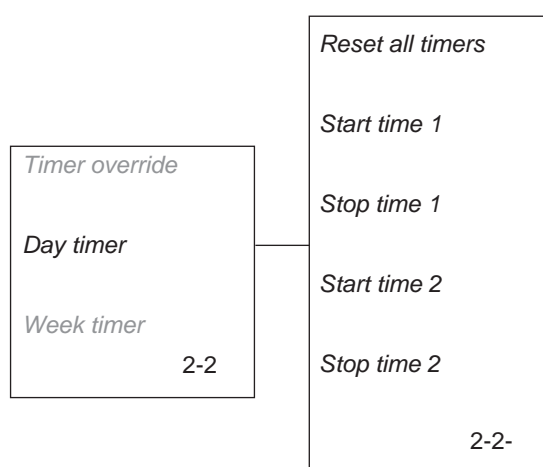 Timer override
Day timer
Week timer
2-2
Reset all timers
Start time 1
Stop time 1
Start time 2
Stop time 2
2-2-